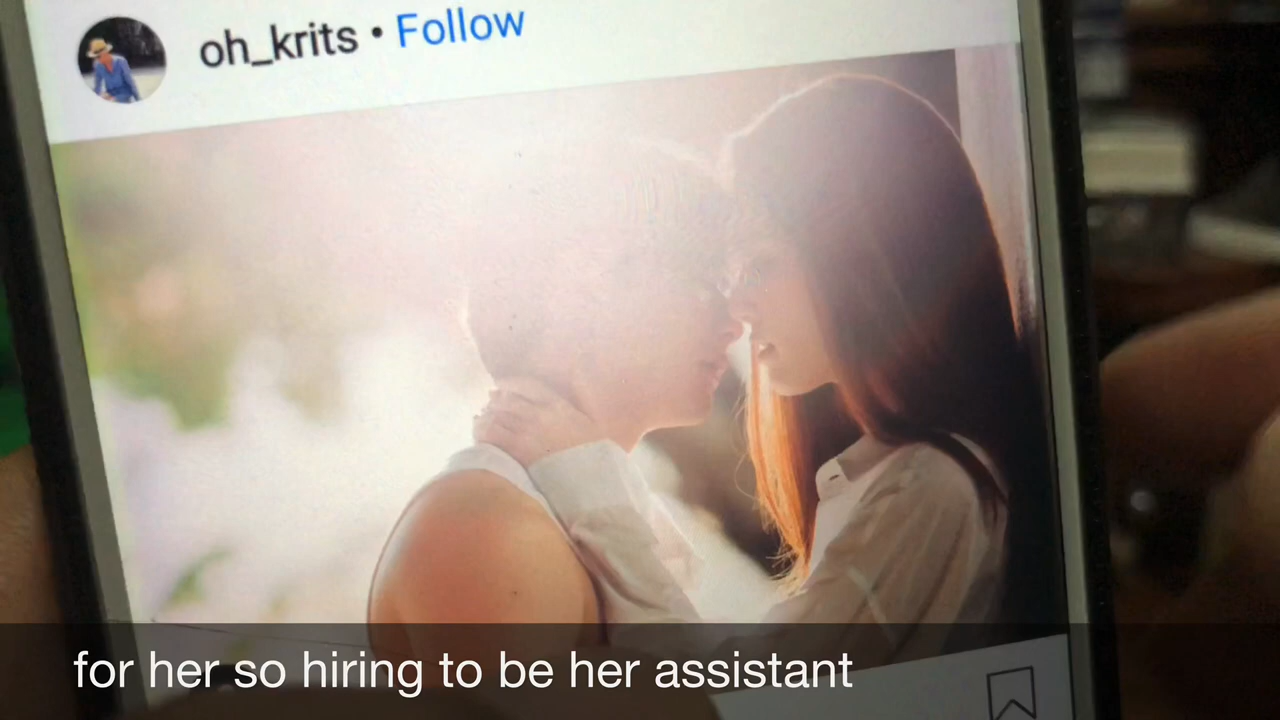 oh_krits • Follow
for her so hiring to be her assistant